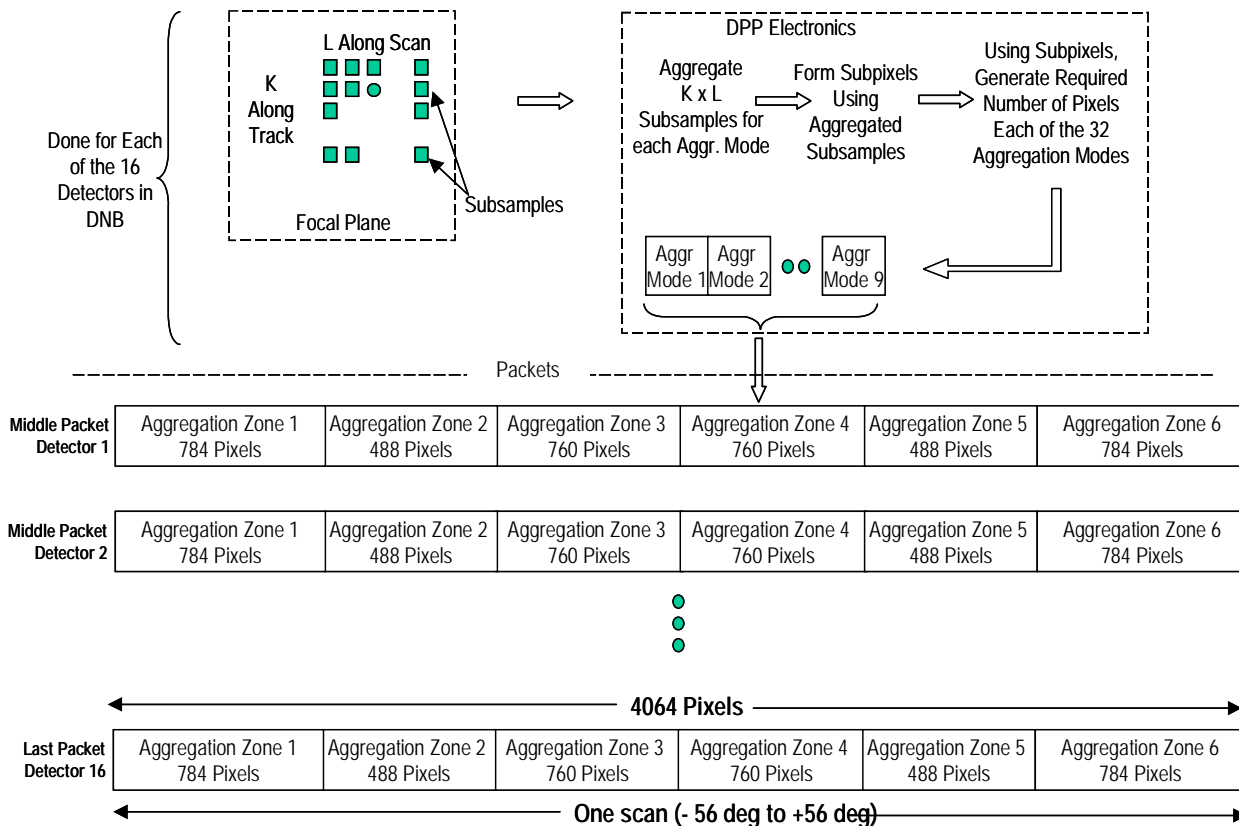 L Along Scan
K
Along
Track
Done for Each
of the 16
Detectors in
DNB
Subsamples
Focal Plane
DPP Electronics
Aggregate
K x L
Subsamples for
each Aggr. Mode
Form Subpixels
Using
Aggregated
Subsamples
Using Subpixels,
Generate Required
Number of Pixels
Each of the 32
Aggregation Modes
Aggr
Mode 1
Aggr
Mode 2
Aggr
Mode 9
Packets
Middle Packet
Detector 1
Aggregation Zone 1
784 Pixels
Aggregation Zone 2
488 Pixels
Aggregation Zone 3
760 Pixels
Aggregation Zone 4
760 Pixels
Aggregation Zone 5
488 Pixels
Aggregation Zone 6
784 Pixels
Middle Packet
Detector 2
Aggregation Zone 1
784 Pixels
Aggregation Zone 2
488 Pixels
Aggregation Zone 3
760 Pixels
Aggregation Zone 4
760 Pixels
Aggregation Zone 5
488 Pixels
Aggregation Zone 6
784 Pixels
4064 Pixels
Last Packet
Detector 16
Aggregation Zone 1
784 Pixels
Aggregation Zone 2
488 Pixels
Aggregation Zone 3
760 Pixels
Aggregation Zone 4
760 Pixels
Aggregation Zone 5
488 Pixels
Aggregation Zone 6
784 Pixels
One scan (- 56 deg to +56 deg)